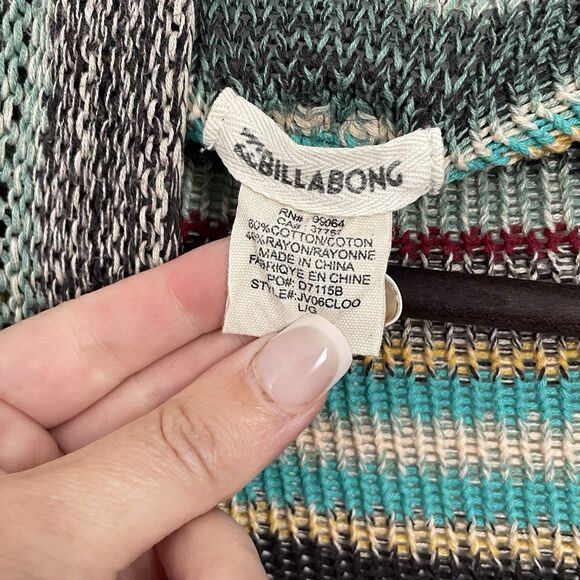 BILLABONG
RN# 99064
CA# 37757
60%COTTON/COTON
40%RAYON/RAYONNE
MADE IN CHINA
FABRIQYE EN CHINE
PO#: D7115B
STYLE#:JV06CLOO
L/G